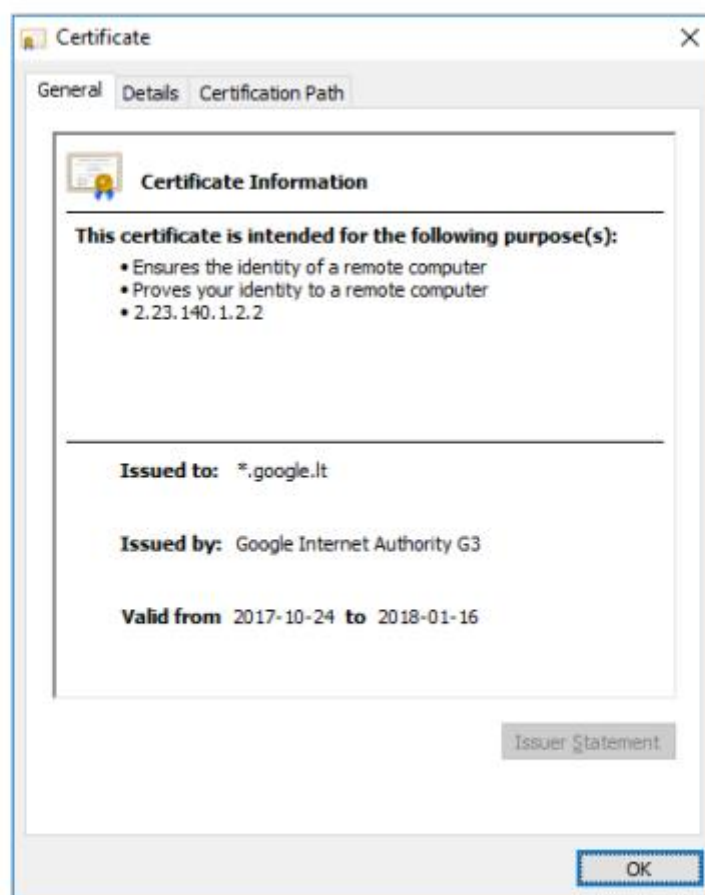 Certificate
General Details Certification Path
Certificate Information
This certificate is intended for the following purpose(s):
• Ensures the identity of a remote computer
• Proves your identity to a remote computer
• 2.23.140.1.2.2
Issued to: *.google.lt
Issued by: Google Internet Authority G3
Valid from 2017-10-24 to 2018-01-16
Issuer Statement
OK